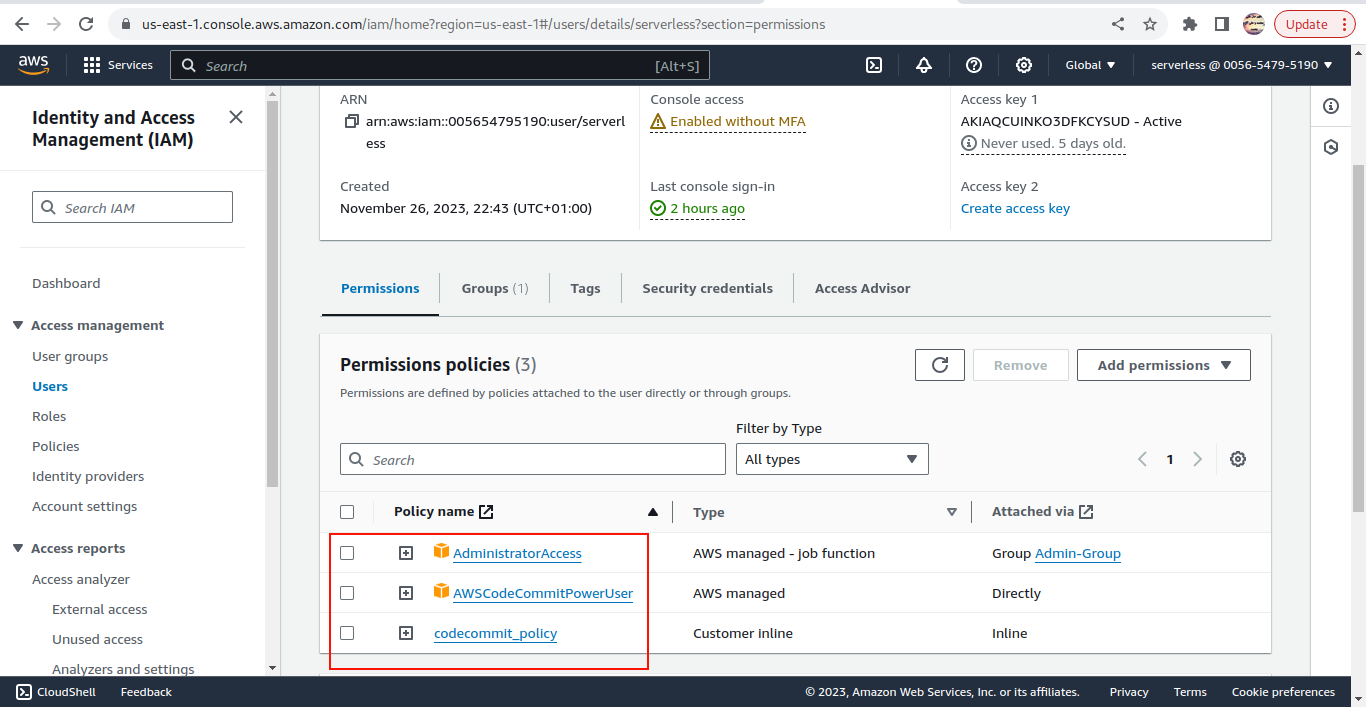 us-east-1.console.aws.amazon.com/iam/home?region=us-east-1#/users/details/serverless?section=permissions
Update
aws
Services
Search
[Alt+S]
Global
serverless @ 0056-5479-5190
Identity and Access
Management (IAM)
Search IAM
Dashboard
Access management
User groups
Users
Roles
Policies
Identity providers
Account settings
Access reports
Access analyzer
External access
Unused access
Analyzers and settings
ARN
arn:aws:iam::005654795190:user/serverl
ess
Created
November 26, 2023, 22:43 (UTC+01:00)
Console access
Enabled without MFA
Last console sign-in
2 hours ago
Access key 1
AKIAQCUINKO3DFKCYSUD - Active
Never used. 5 days old.
Access key 2
Create access key
Permissions
Groups (1)
Tags
Security credentials
Access Advisor
Permissions policies (3)
Remove
Add permissions
Permissions are defined by policies attached to the user directly or through groups.
Filter by Type
Search
All types
1
Policy name
Type
Attached via
AdministratorAccess
AWS managed - job function
Group Admin-Group
AWSCodeCommitPowerUser
AWS managed
Directly
codecommit_policy
Customer inline
Inline
CloudShell
Feedback
© 2023, Amazon Web Services, Inc. or its affiliates.
Privacy
Terms
Cookie preferences